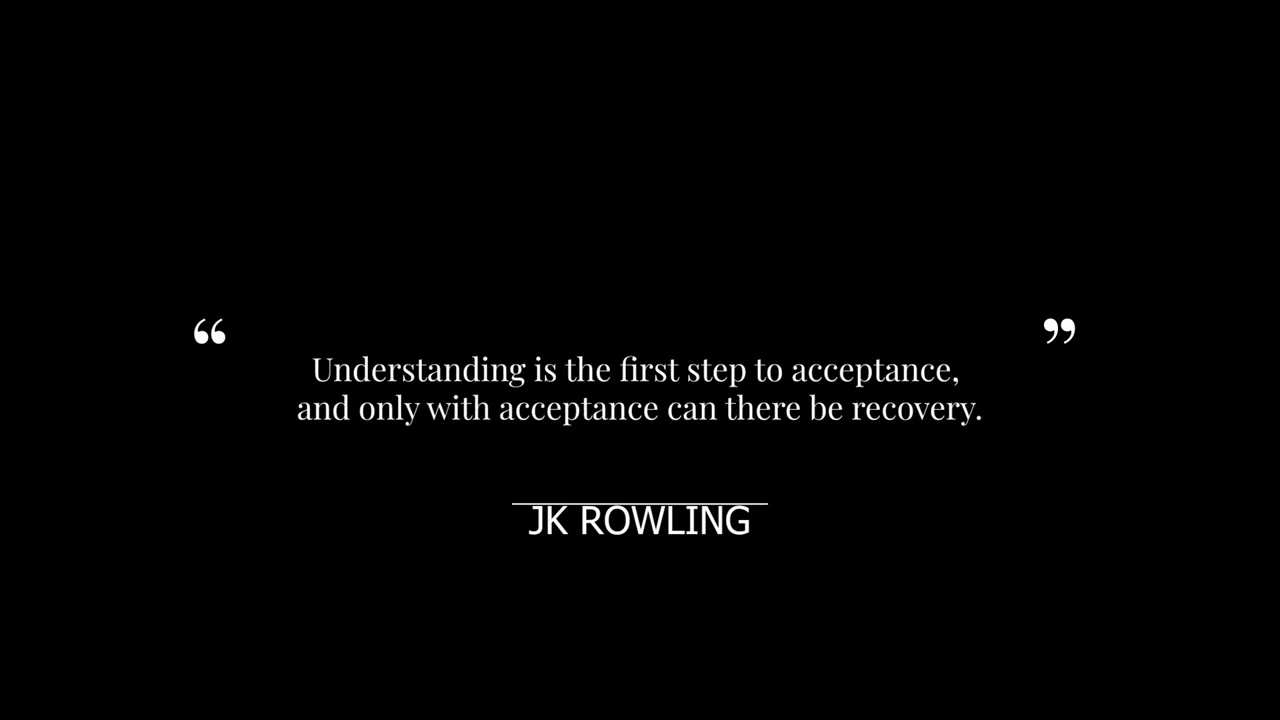 “ ”
Understanding is the first step to acceptance,
and only with acceptance can there be recovery.
JK ROWLING